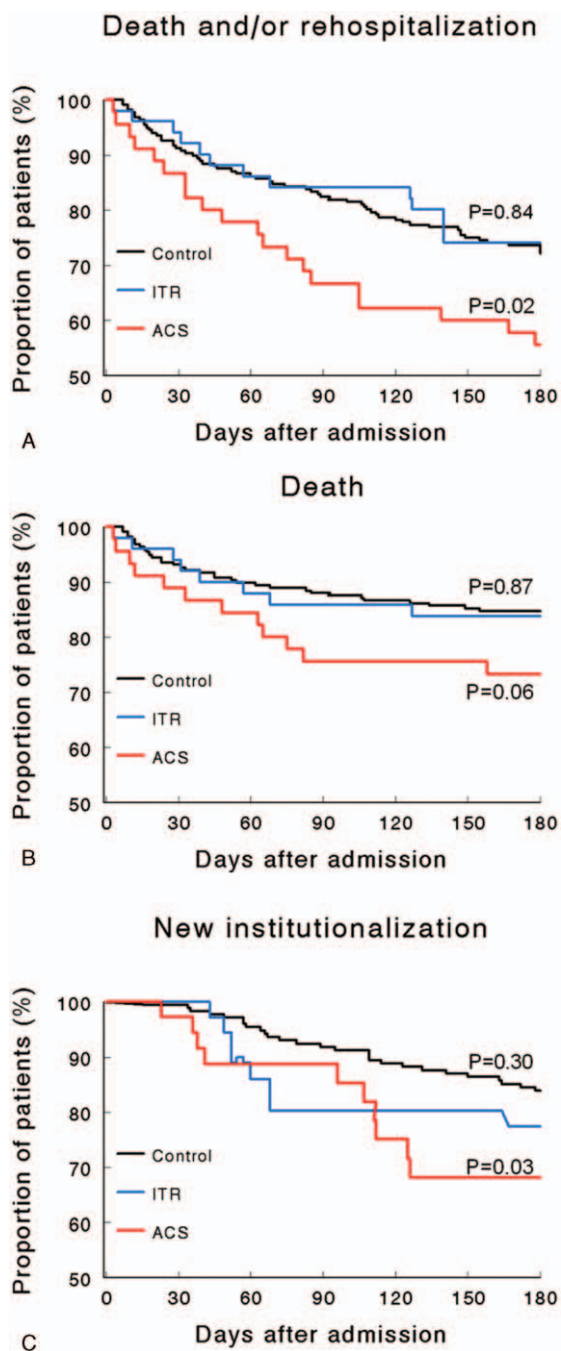 Death and/or rehospitalization
Proportion of patients (%)
100
90
80
70
60
50
P=0.84
P=0.02
Control
ITR
ACS
0 30 60 90 120 150 180
Days after admission
A
Death
Proportion of patients (%)
100
90
80
70
60
50
P=0.87
P=0.06
Control
ITR
ACS
0 30 60 90 120 150 180
Days after admission
B
New institutionalization
Proportion of patients (%)
100
90
80
70
60
50
P=0.30
P=0.03
Control
ITR
ACS
0 30 60 90 120 150 180
Days after admission
C